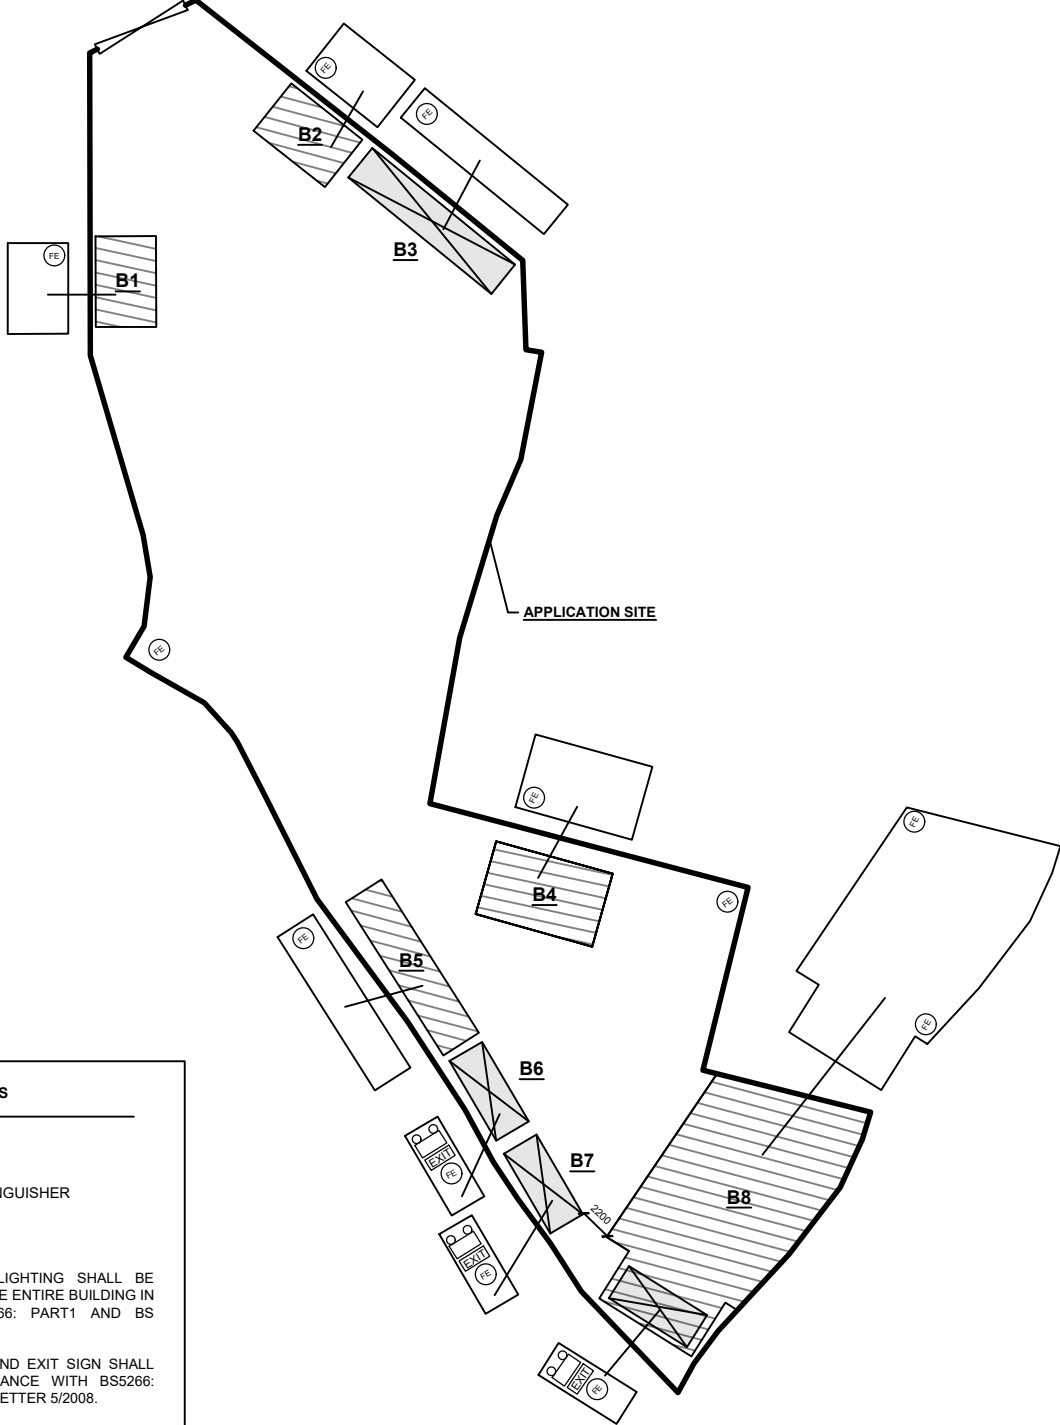 FE
FE
B2
B3
FE
B1
APPLICATION SITE
FE
FE
FE
B4
FE
FE
B5
FE
B6
EXIT
FE
B7
B8
2200
EXIT
FE
EXIT
FE
S
LIGHTING SHALL BE
E ENTIRE BUILDING IN
66: PART1 AND BS
ND EXIT SIGN SHALL
ANCE WITH BS5266:
ETTER 5/2008.